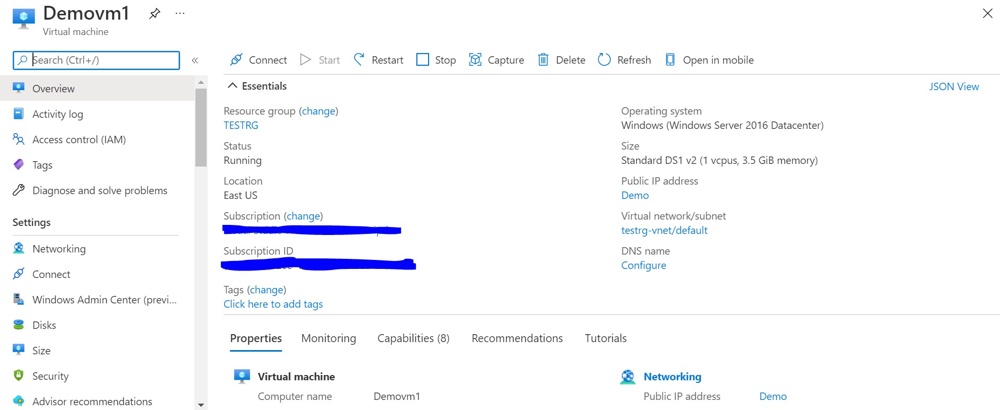 Demovm1
Virtual machine
Search (Ctrl+/)
Connect Start Restart Stop Capture Delete Refresh Open in mobile
Overview
Activity log
Access control (IAM)
Tags
Diagnose and solve problems
Settings
Networking
Connect
Windows Admin Center (previ...
Disks
Size
Security
Advisor recommendations
Essentials
JSON View
Resource group (change)
TESTRG
Status
Running
Location
East US
Subscription (change)
Subscription ID
Tags (change)
Click here to add tags
Operating system
Windows (Windows Server 2016 Datacenter)
Size
Standard DS1 v2 (1 vcpus, 3.5 GiB memory)
Public IP address
Demo
Virtual network/subnet
testrg-vnet/default
DNS name
Configure
Properties Monitoring Capabilities (8) Recommendations Tutorials
Virtual machine
Computer name Demovm1
Networking
Public IP address Demo